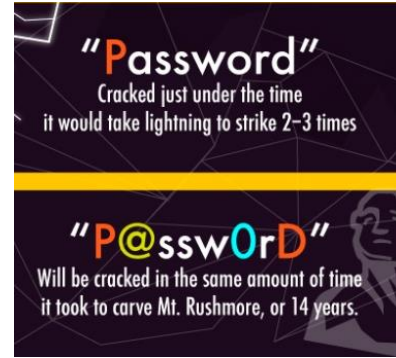 “Password”
Cracked just under the time
it would take lightning to strike 2–3 times
“P@ssw0rD”
Will be cracked in the same amount of time
it took to carve Mt. Rushmore, or 14 years.